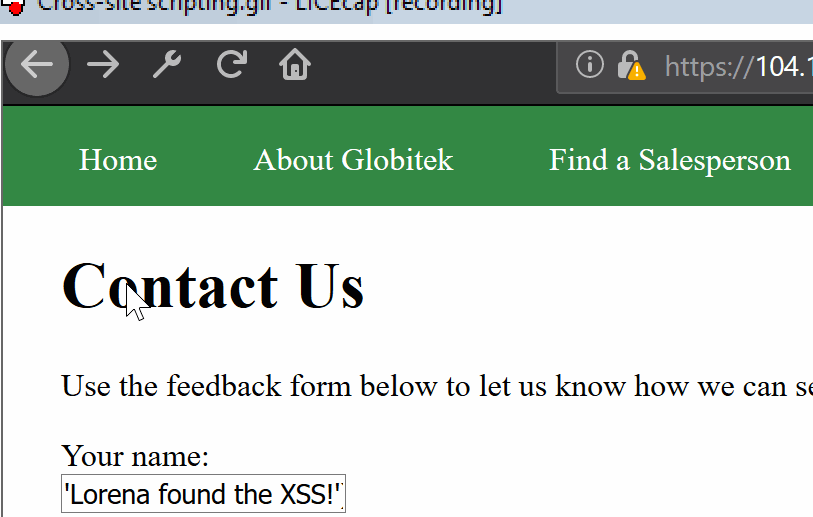 Cross-site scripting.gif - LICEcap [recording]
https://104.1
Home About Globitek Find a Salesperson
Contact Us
Use the feedback form below to let us know how we can se
Your name:
'Lorena found the XSS!'